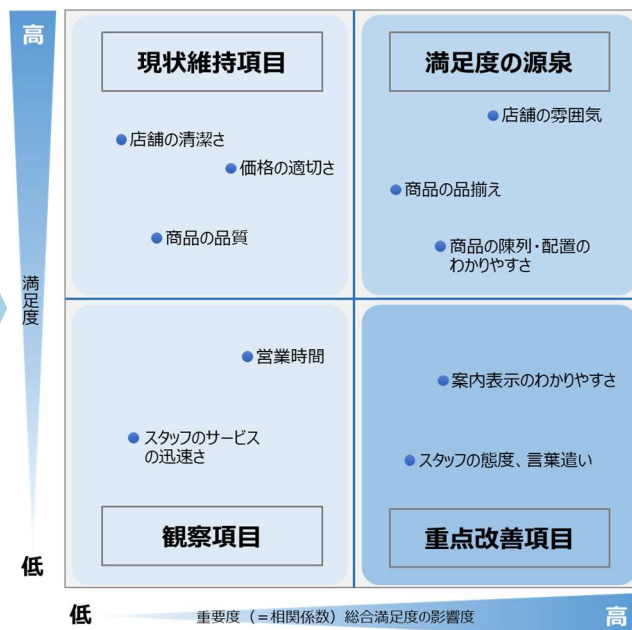 高
現状維持項目
満足度の源泉
店舗の雰囲気
店舗の清潔さ
価格の適切さ
商品の品揃え
商品の品質
商品の陳列・配置の
わかりやすさ
満足度
営業時間
案内表示のわかりやすさ
スタッフのサービス
の迅速さ
スタッフの態度、言葉遣い
観察項目
重点改善項目
低
低
重要度（=相関係数）総合満足度の影響度
高